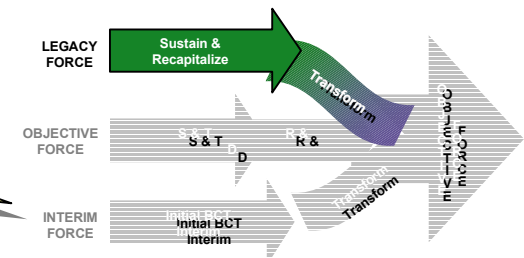 LEGACY
FORCE
Sustain &
Recapitalize
Transform
OBJECTIVE
FORCE
S & T
R &
D
OBJECTIVE
FORCE
INTERIM
FORCE
Initial BCT
Interim
Transform